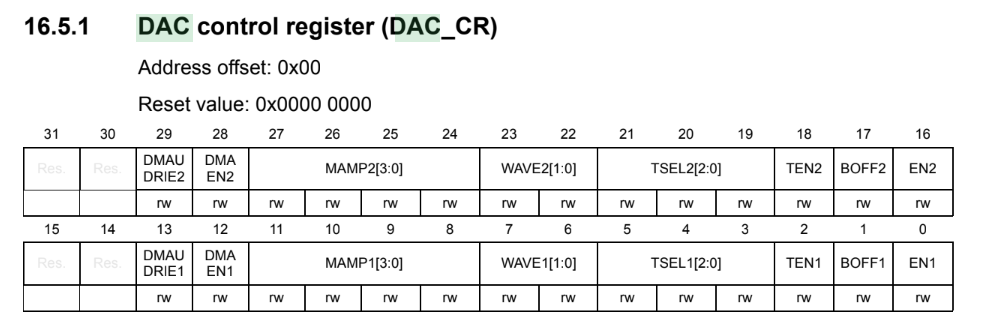 16.5.1 DAC control register (DAC_CR)
Address offset: 0x00
Reset value: 0x0000 0000
31 30 29 28 27 26 25 24 23 22 21 20 19 18 17 16
Res. Res. DMAU DRIE2 DMA EN2 MAMP2[3:0] WAVE2[1:0] TSEL2[2:0] TEN2 BOFF2 EN2
rw rw rw rw rw rw rw rw rw rw rw rw rw rw
15 14 13 12 11 10 9 8 7 6 5 4 3 2 1 0
Res. Res. DMAU DRIE1 DMA EN1 MAMP1[3:0] WAVE1[1:0] TSEL1[2:0] TEN1 BOFF1 EN1
rw rw rw rw rw rw rw rw rw rw rw rw rw rw